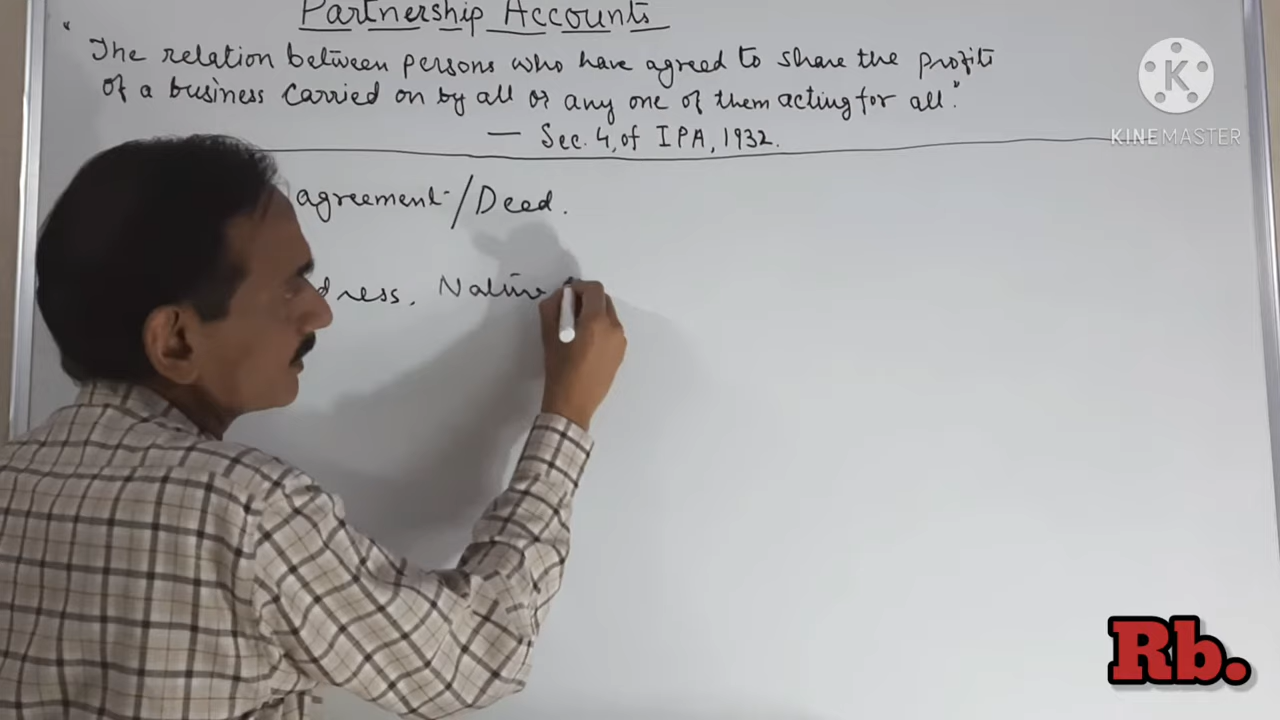 Partnership Accounts
"The relation between persons who have agreed to share the profits
of a business carried on by all or any one of them acting for all."
— Sec. 4, of IPA, 1932.
agreement/Deed.
dress, Nature
K
KINEMASTER
Rb.